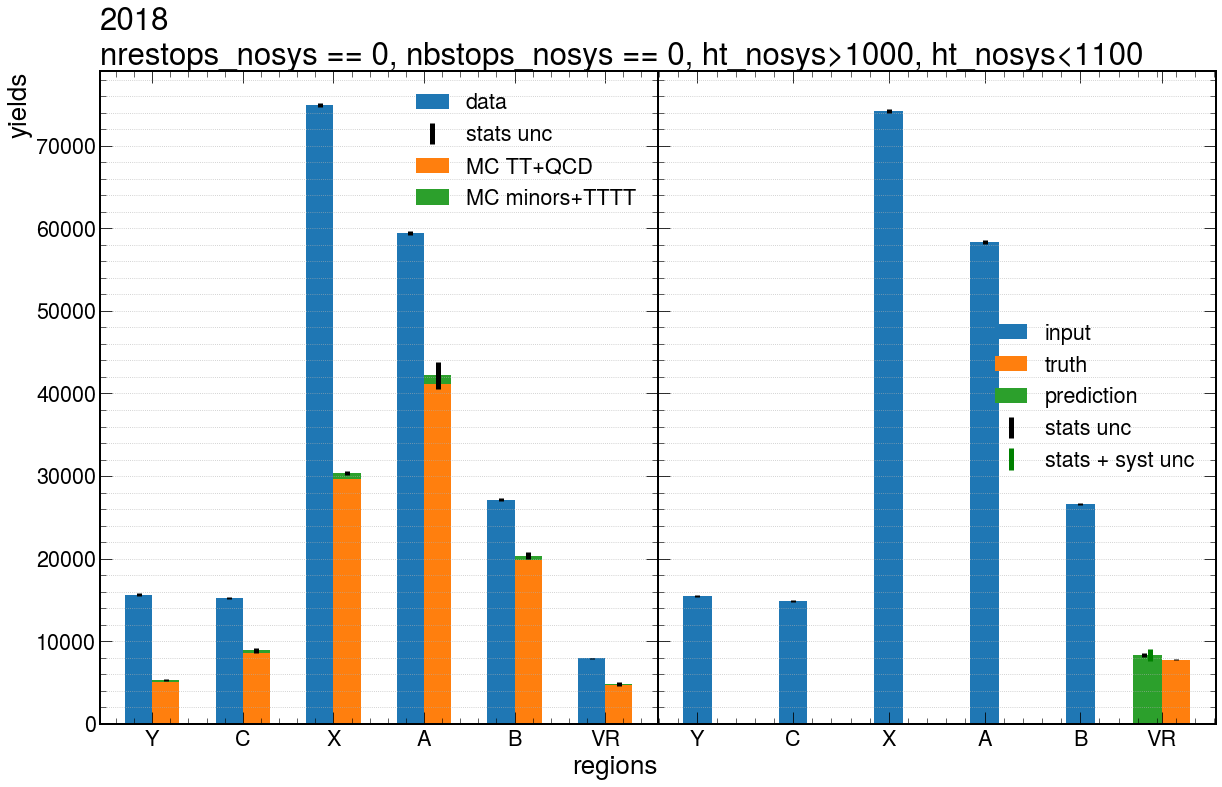 2018
nrestops_nosys == 0, nbstops_nosys == 0, ht_nosys>1000, ht_nosys<1100
yields
70000
60000
50000
40000
30000
20000
10000
0
data
stats unc
MC TT+QCD
MC minors+TTTT
input
truth
prediction
stats unc
stats + syst unc
Y C X A B VR Y C X A B VR
regions